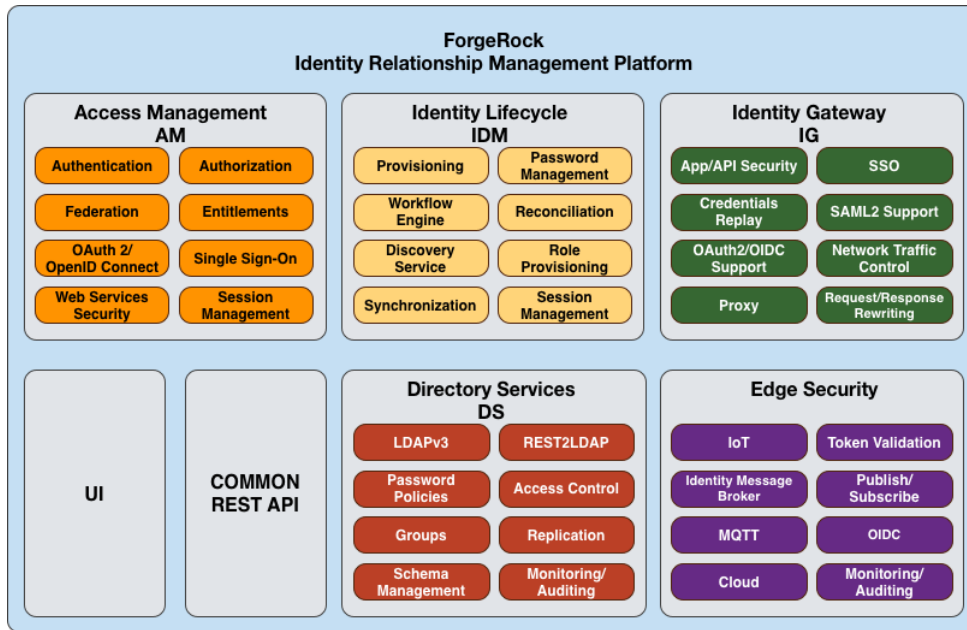 ForgeRock
Identity Relationship Management Platform
Access Management
AM
Authentication
Authorization
Federation
Entitlements
OAuth 2/
OpenID Connect
Single Sign-On
Web Services
Security
Session
Management
Identity Lifecycle
IDM
Provisioning
Password
Management
Workflow
Engine
Reconciliation
Discovery
Service
Role
Provisioning
Synchronization
Session
Management
Identity Gateway
IG
App/API Security
SSO
Credentials
Replay
SAML2 Support
OAuth2/OIDC
Support
Network Traffic
Control
Proxy
Request/Response
Rewriting
UI
COMMON
REST API
Directory Services
DS
LDAPv3
REST2LDAP
Password
Policies
Access Control
Groups
Replication
Schema
Management
Monitoring/
Auditing
Edge Security
IoT
Token Validation
Identity Message
Broker
Publish/
Subscribe
MQTT
OIDC
Cloud
Monitoring/
Auditing